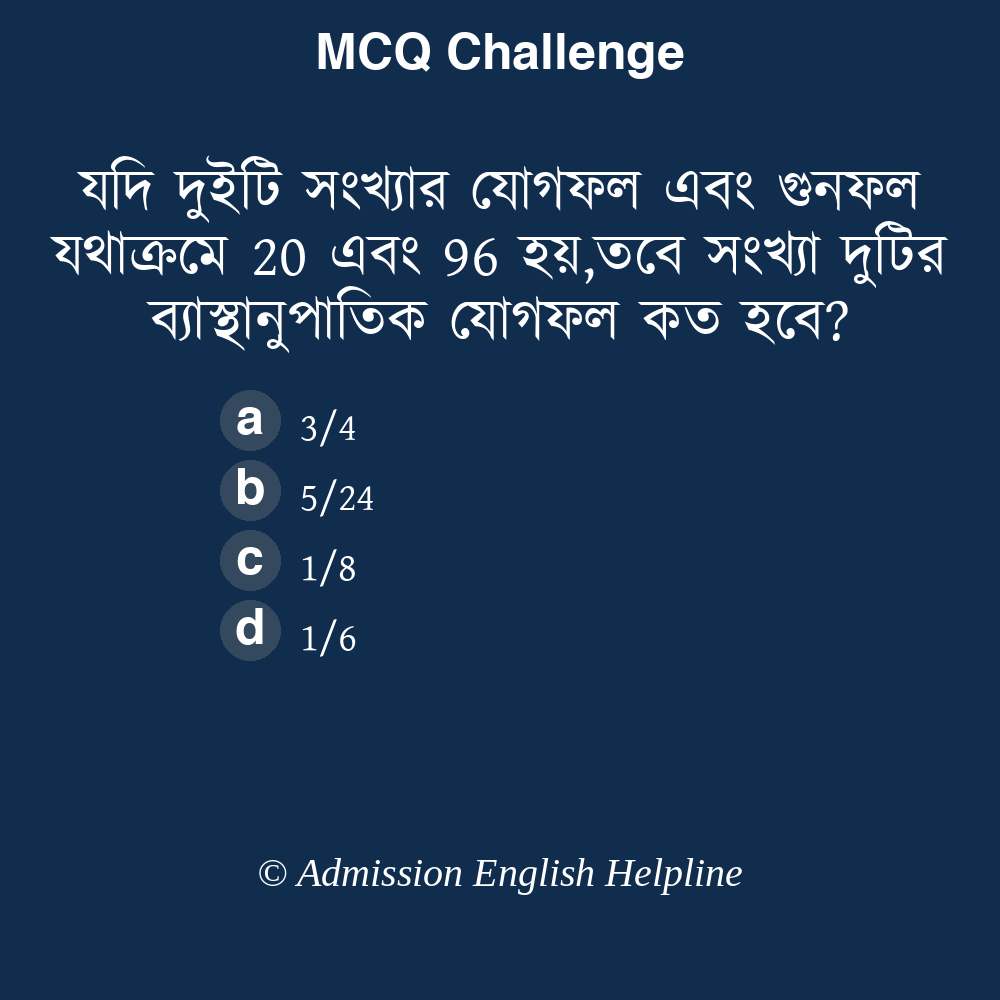 MCQ Challenge
যদি দুইটি সংখ্যার যোগফল এবং গুনফল
যথাক্রমে 20 এবং 96 হয়,তবে সংখ্যা দুটির
ব্যাস্থানুপাতিক যোগফল কত হবে?
a 3/4
b 5/24
c 1/8
d 1/6
© Admission English Helpline